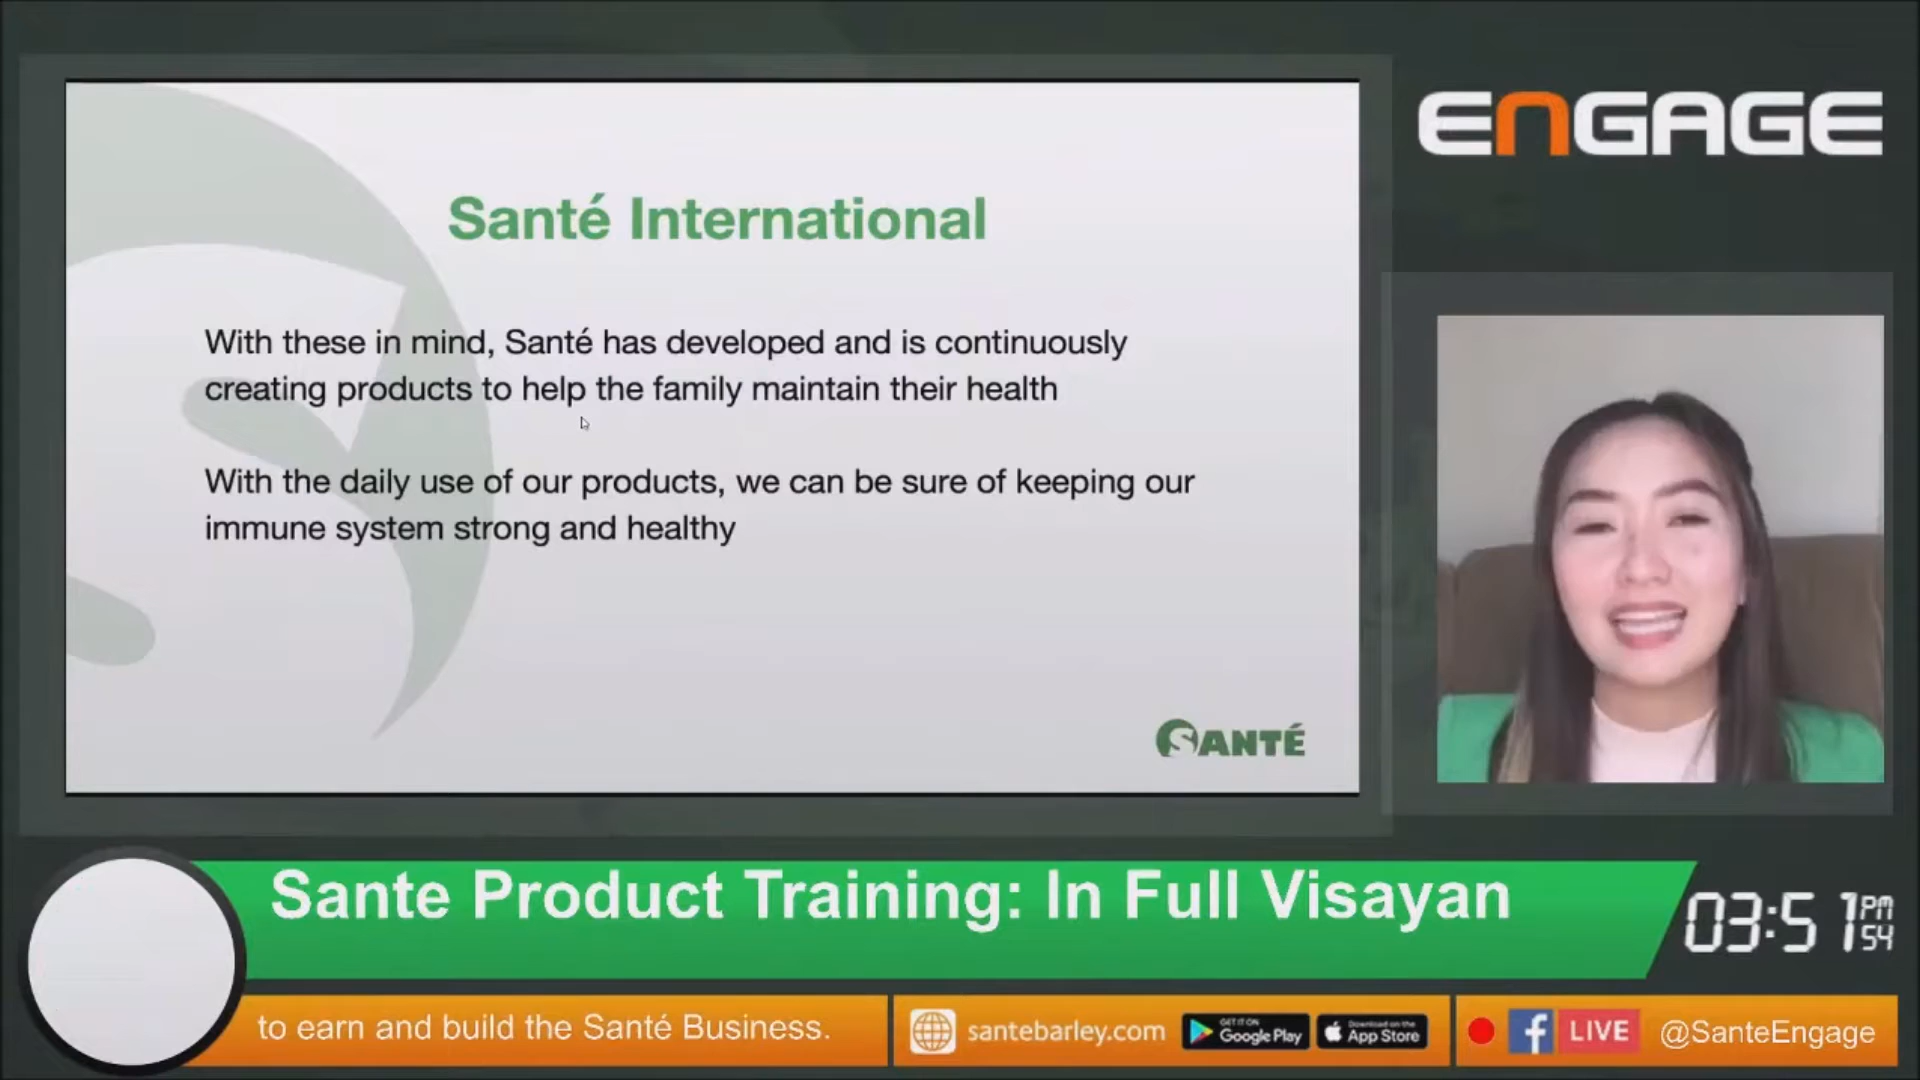 ENGAGE
Santé International
With these in mind, Santé has developed and is continuously
creating products to help the family maintain their health
With the daily use of our products, we can be sure of keeping our
immune system strong and healthy
SANTÉ
Sante Product Training: In Full Visayan
03:51 PM 54
to earn and build the Santé Business.
santebarley.com
GET IT ON
Google Play
Download on the
App Store
f LIVE @SanteEngage